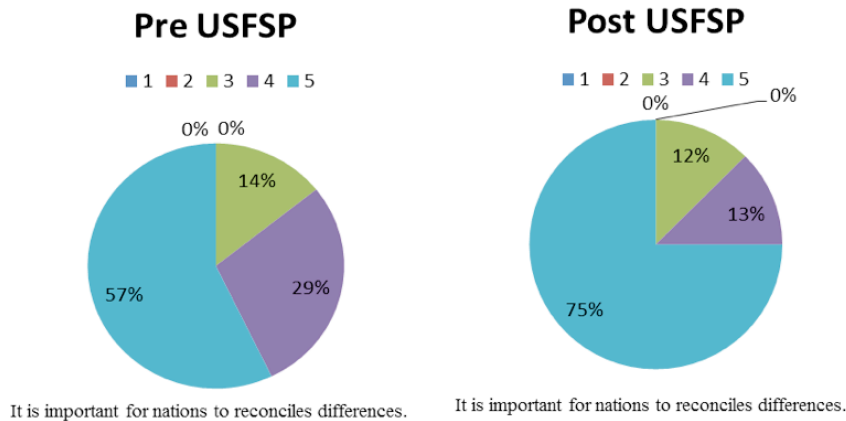 Pre USFSP
1 2 3 4 5
0% 0%
14%
29%
57%
It is important for nations to reconciles differences.
Post USFSP
1 2 3 4 5
0% 0%
12%
13%
75%
It is important for nations to reconciles differences.